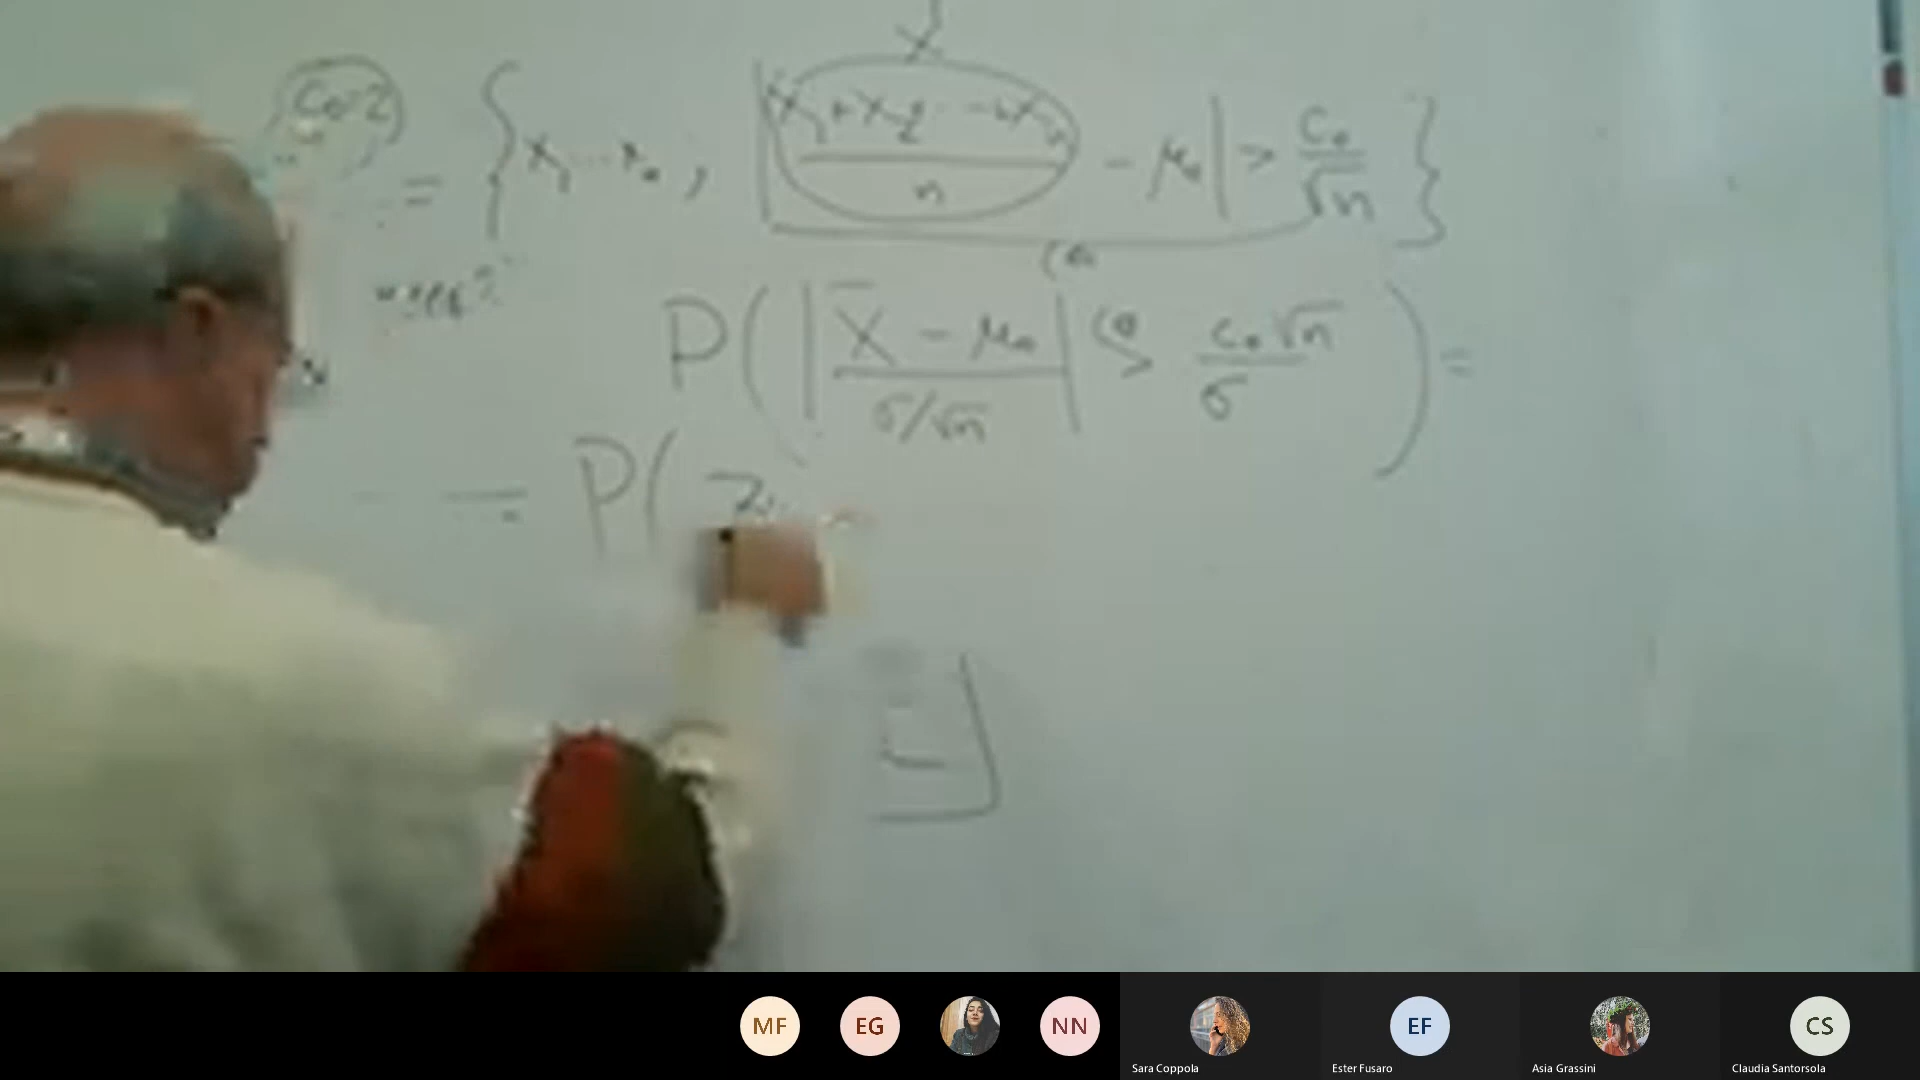 = { x₁ ... xₙ , | (X₁ + X₂ ... + Xₙ) / n - μ₀ | > c₀ / √n }
P( | (X̄ - μ₀) / (σ/√n) | > c₀√n / σ ) =
= P( Z
MF EG NN EF CS
Sara Coppola Ester Fusaro Asia Grassini Claudia Santorsola